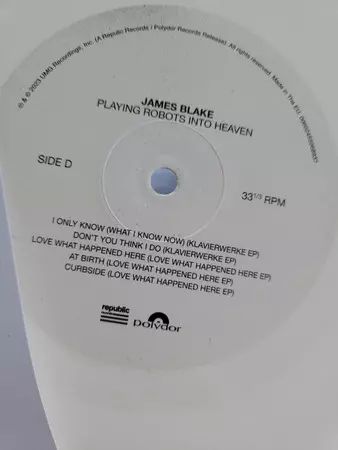 ℗ & © 2023 UMG Recordings, Inc. (A Republic Records / Polydor Records Release). All rights reserved. Made in The EU.
JAMES BLAKE
PLAYING ROBOTS INTO HEAVEN
SIDE D
33 1/3 RPM
I ONLY KNOW (WHAT I KNOW NOW) (KLAVIERWERKE EP)
DON'T YOU THINK I DO (KLAVIERWERKE EP)
LOVE WHAT HAPPENED HERE (LOVE WHAT HAPPENED HERE EP)
AT BIRTH (LOVE WHAT HAPPENED HERE EP)
CURBSIDE (LOVE WHAT HAPPENED HERE EP)
republic
Polydor